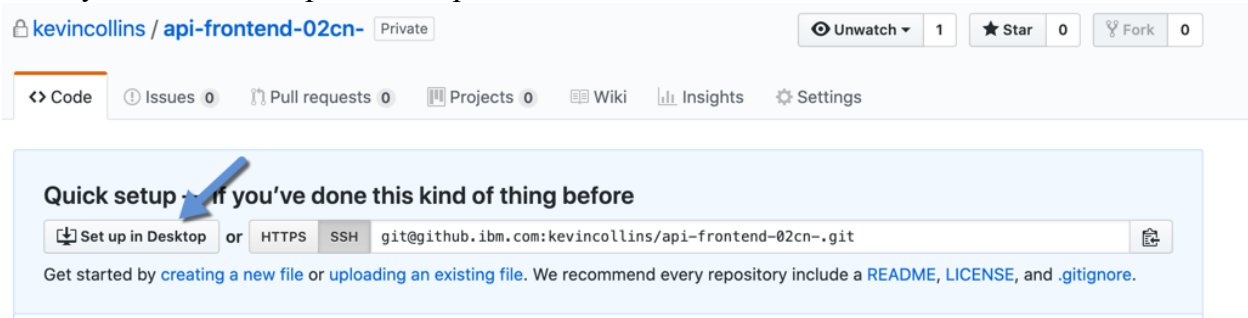 kevincollins / api-frontend-02cn- Private Unwatch 1 Star 0 Fork 0
Code Issues 0 Pull requests 0 Projects 0 Wiki Insights Settings
Quick setup — if you've done this kind of thing before
Set up in Desktop or HTTPS SSH git@github.ibm.com:kevincollins/api-frontend-02cn-.git
Get started by creating a new file or uploading an existing file. We recommend every repository include a README, LICENSE, and .gitignore.